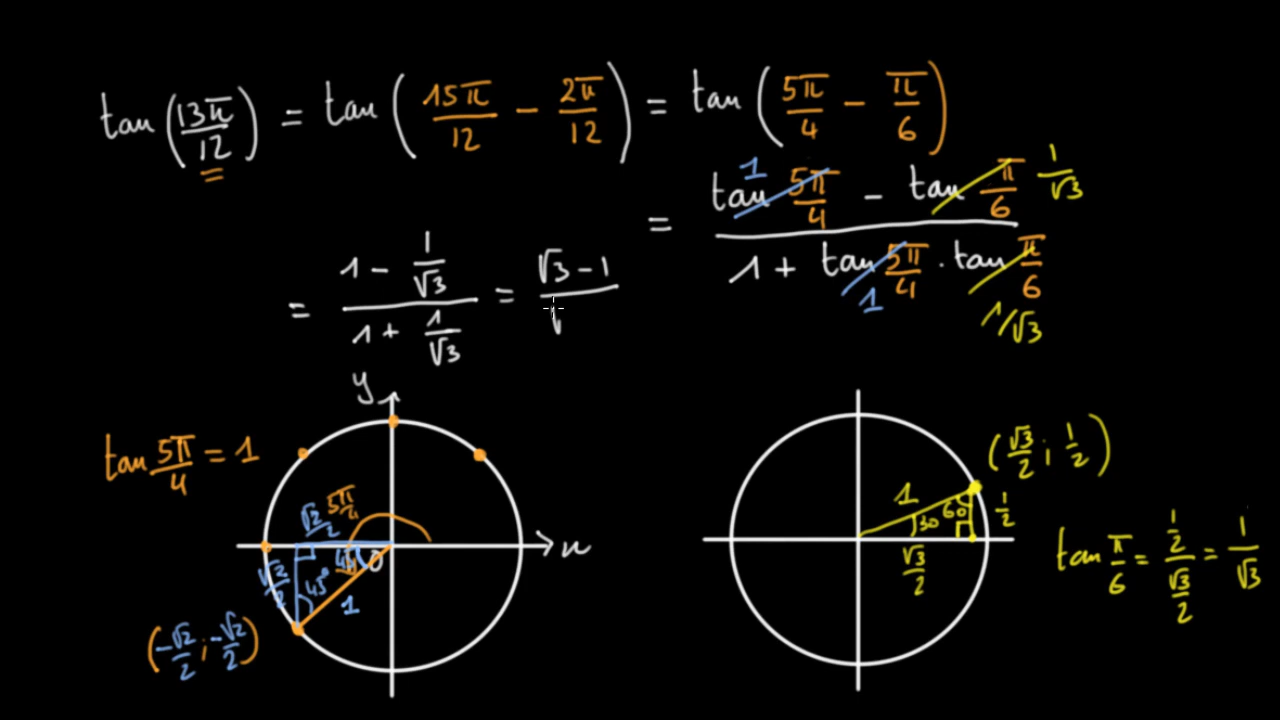 tan(13π/12) = tan(15π/12 − 2π/12) = tan(5π/4 − π/6)
= (tan 5π/4 − tan π/6) / (1 + tan 5π/4 · tan π/6)
1
1/√3
1
1/√3
= (1 − 1/√3) / (1 + 1/√3) = (√3 − 1) / √
y
x
tan 5π/4 = 1
√2/2
5π/4
√2/2
45°
O
1
(−√2/2 ; −√2/2)
(√3/2 ; 1/2)
1
30
60
1/2
√3/2
tan π/6 = (1/2) / (√3/2) = 1/√3